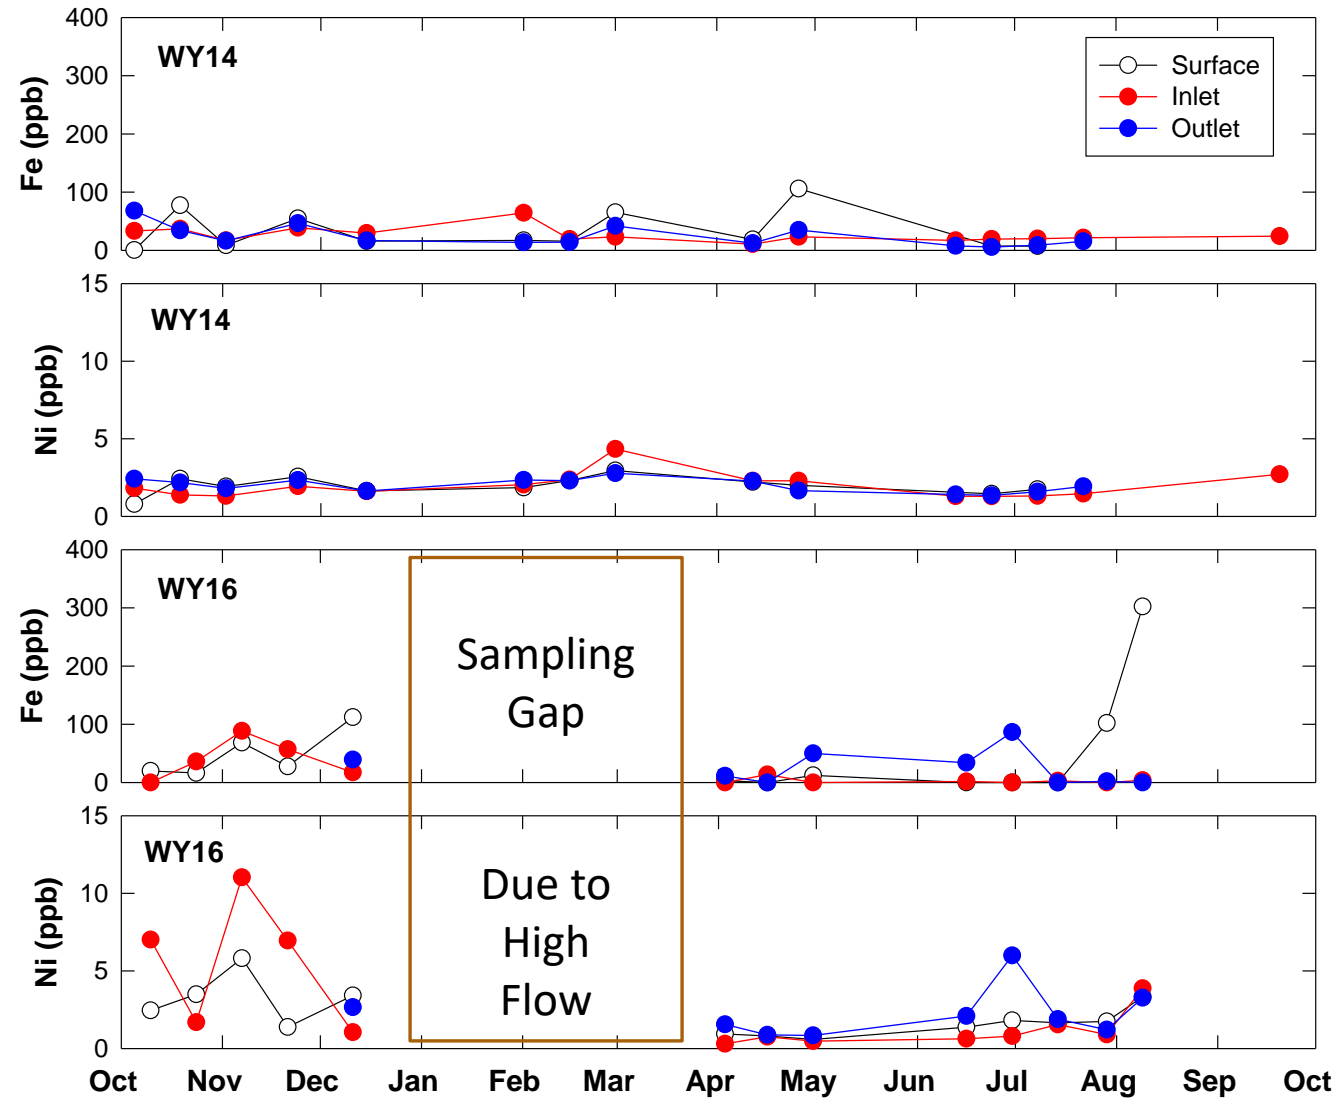 400
300
200
100
0
Fe (ppb)
WY14
Surface
Inlet
Outlet
15
10
5
0
Ni (ppb)
WY14
400
300
200
100
0
Fe (ppb)
WY16
Sampling
Gap
15
10
5
0
Ni (ppb)
WY16
Due to
High
Flow
Oct Nov Dec Jan Feb Mar Apr May Jun Jul Aug Sep Oct